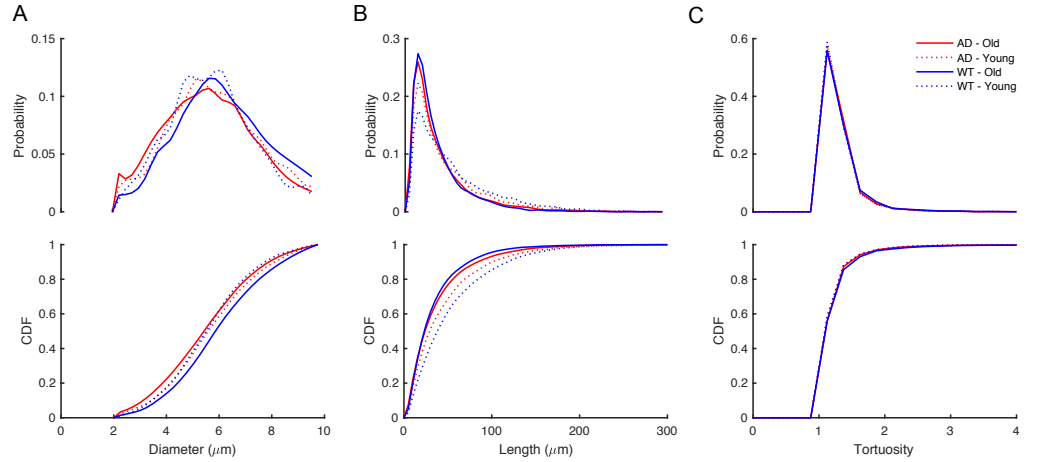 A
B
C
0.15
0.1
0.05
0
Probability
0.4
0.3
0.2
0.1
0
Probability
0.6
0.4
0.2
0
Probability
AD - Old
AD - Young
WT - Old
WT - Young
1
0.8
0.6
0.4
0.2
0
CDF
0 2 4 6 8 10
Diameter (μm)
1
0.8
0.6
0.4
0.2
0
CDF
0 100 200 300
Length (μm)
1
0.8
0.6
0.4
0.2
0
CDF
0 1 2 3 4
Tortuosity